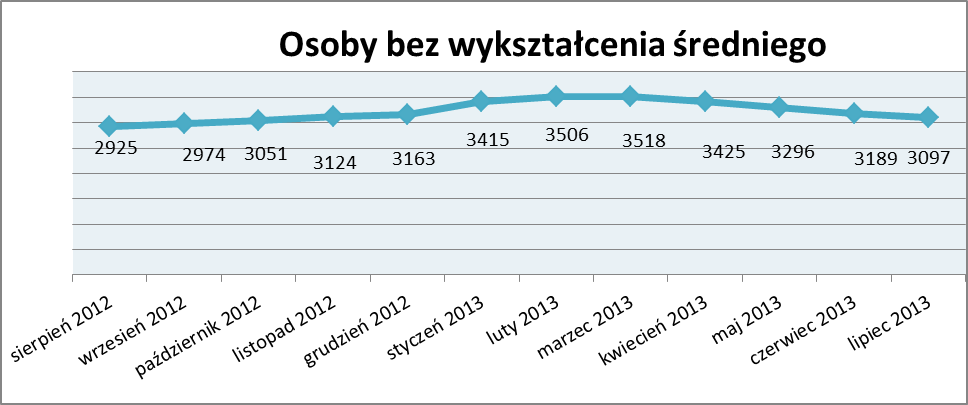 Osoby bez wykształcenia średniego
2925
2974
3051
3124
3163
3415
3506
3518
3425
3296
3189
3097
sierpień 2012
wrzesień 2012
październik 2012
listopad 2012
grudzień 2012
styczeń 2013
luty 2013
marzec 2013
kwiecień 2013
maj 2013
czerwiec 2013
lipiec 2013